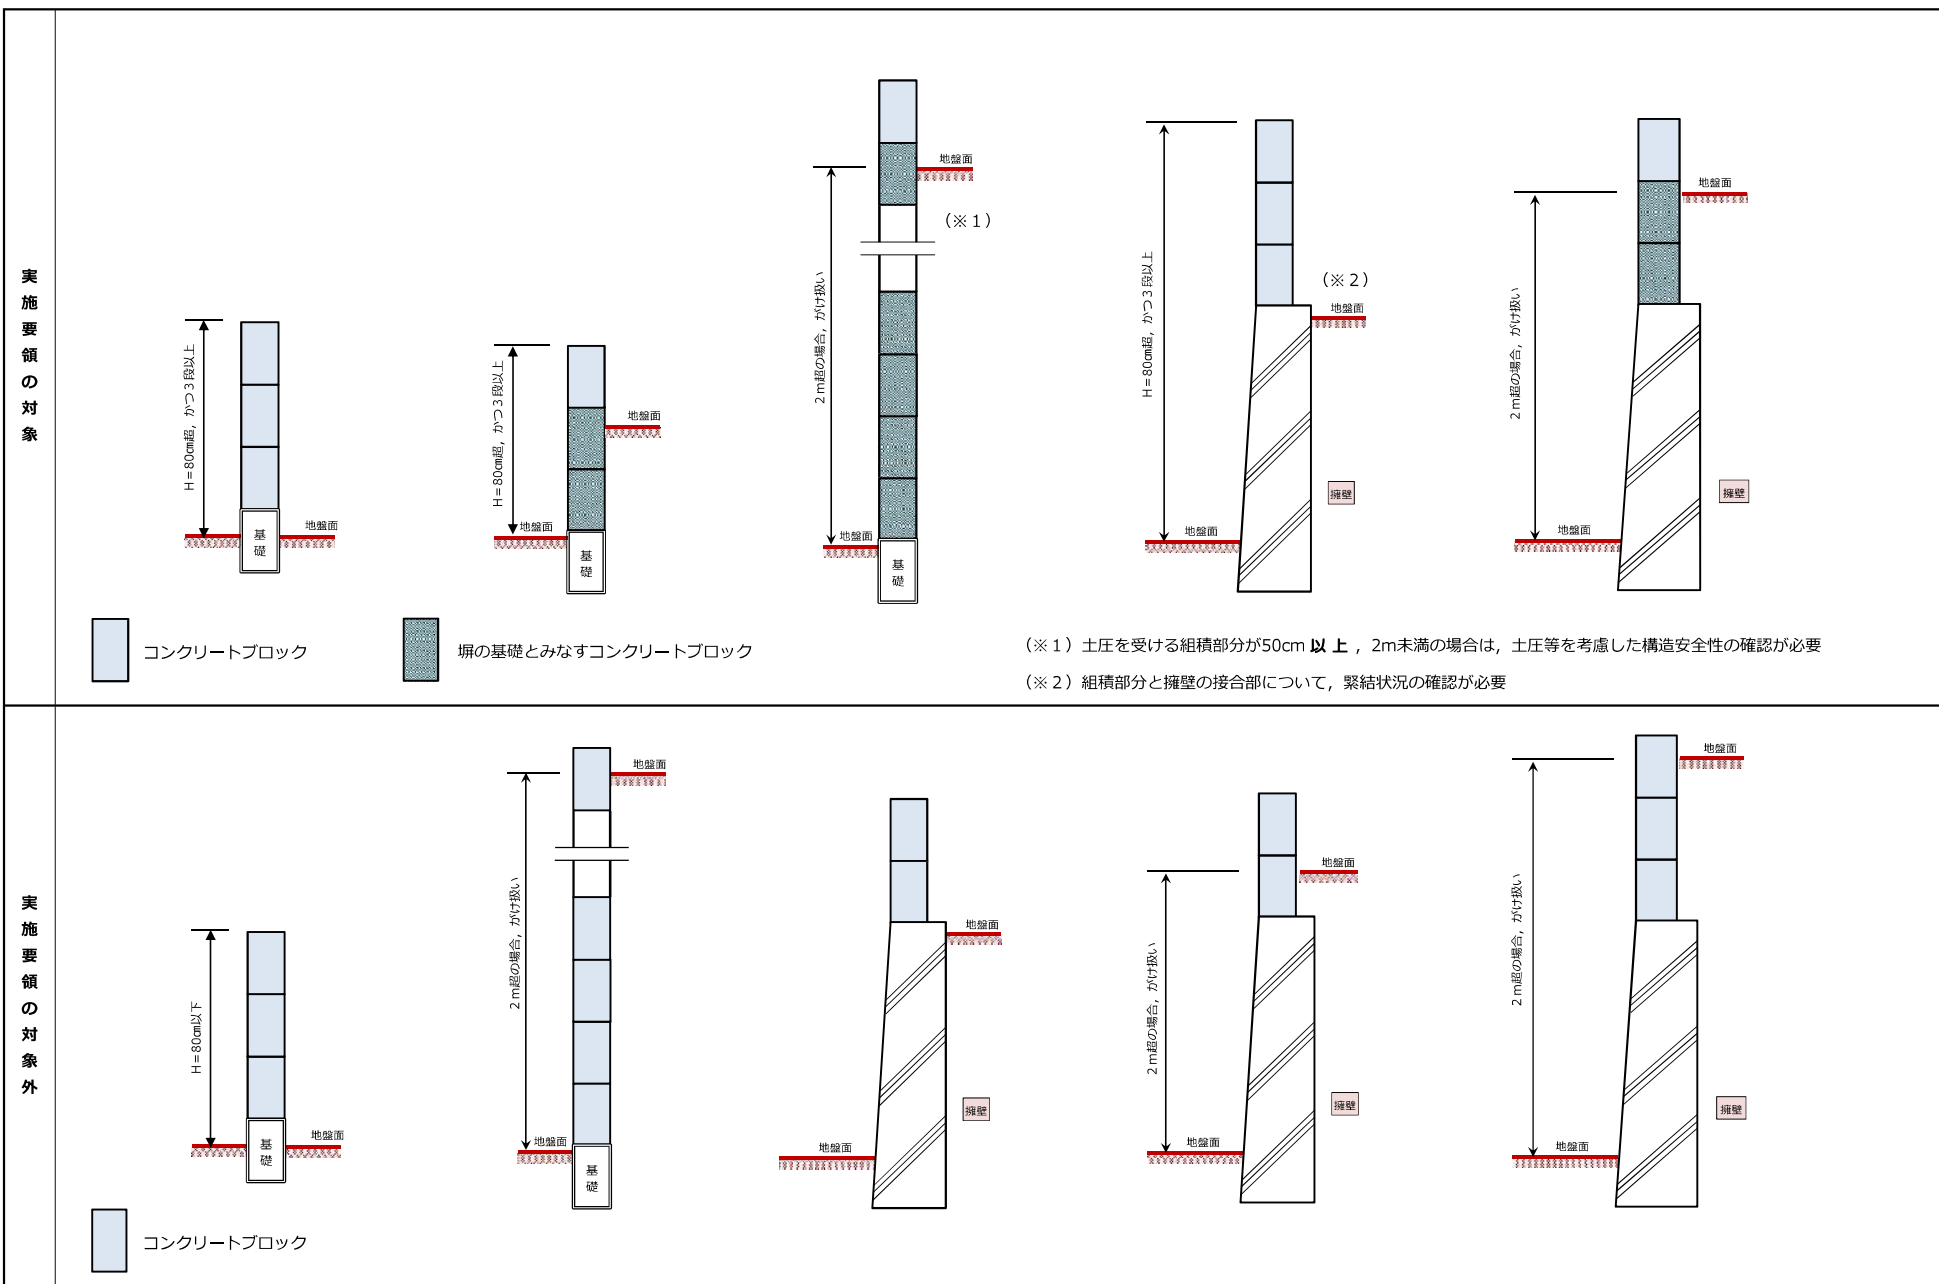 実施要領の対象
H＝80㎝超，かつ３段以上
基礎
地盤面
H＝80㎝超，かつ３段以上
地盤面
地盤面
基礎
２ｍ超の場合，がけ扱い
地盤面
（※１）
地盤面
基礎
H＝80㎝超，かつ３段以上
（※２）
地盤面
擁壁
地盤面
２ｍ超の場合，がけ扱い
地盤面
擁壁
地盤面
コンクリートブロック
塀の基礎とみなすコンクリートブロック
（※１）土圧を受ける組積部分が50cm 以上，2m未満の場合は，土圧等を考慮した構造安全性の確認が必要
（※２）組積部分と擁壁の接合部について，緊結状況の確認が必要
実施要領の対象外
H＝80㎝以下
基礎
地盤面
２ｍ超の場合，がけ扱い
地盤面
地盤面
基礎
地盤面
擁壁
地盤面
２ｍ超の場合，がけ扱い
地盤面
擁壁
地盤面
２ｍ超の場合，がけ扱い
地盤面
擁壁
地盤面
コンクリートブロック